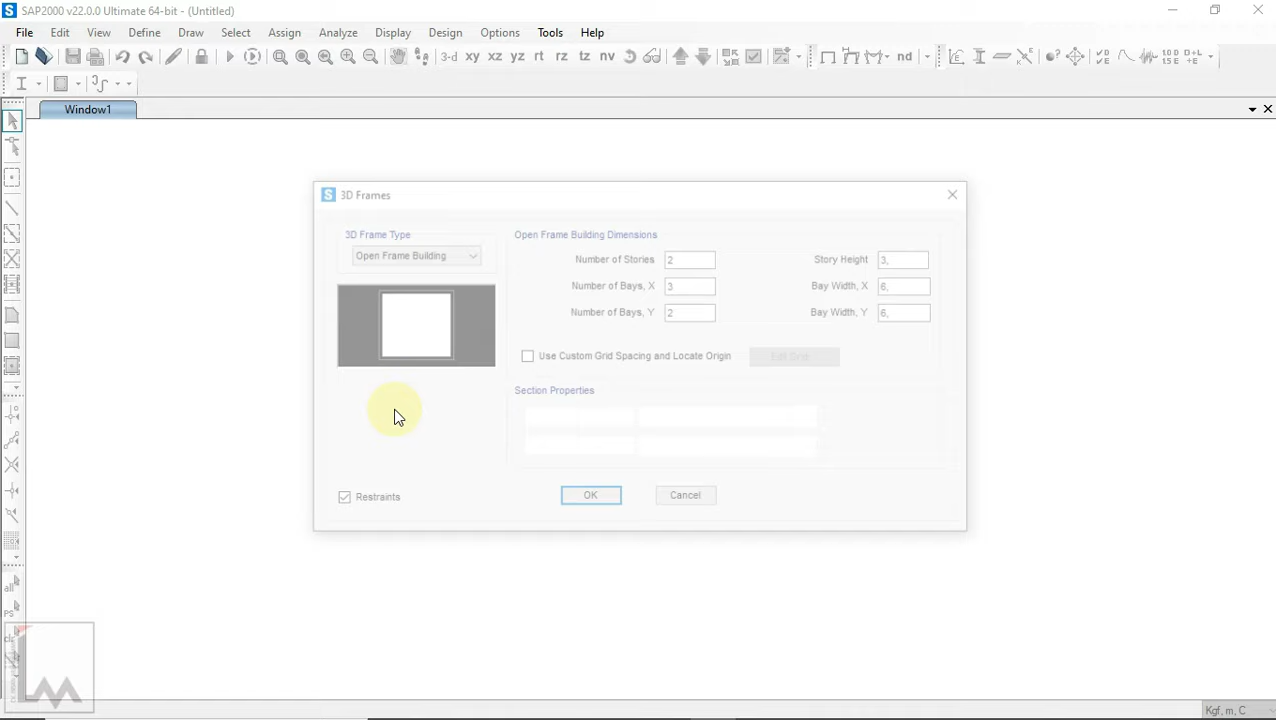 SAP2000 v22.0.0 Ultimate 64-bit - (Untitled)
File Edit View Define Draw Select Assign Analyze Display Design Options Tools Help
3-d xy xz yz rt rz tz nv nd
Window1
3D Frames
3D Frame Type
Open Frame Building
Open Frame Building Dimensions
Number of Stories 2 Story Height 3,
Number of Bays, X 3 Bay Width, X 6,
Number of Bays, Y 2 Bay Width, Y 6,
Use Custom Grid Spacing and Locate Origin Edit Grid
Section Properties
Restraints OK Cancel
all
PS
Kgf, m, C